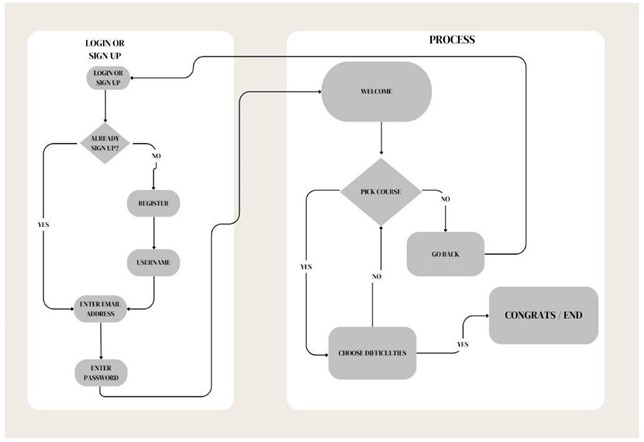 LOGIN OR
SIGN UP
LOGIN OR
SIGN UP
ALREADY
SIGN UP?
NO
YES
REGISTER
USERNAME
ENTER EMAIL
ADDRESS
ENTER
PASSWORD
PROCESS
WELCOME
PICK COURSE
NO
GO BACK
YES
NO
CHOOSE DIFFICULTIES
YES
CONGRATS / END